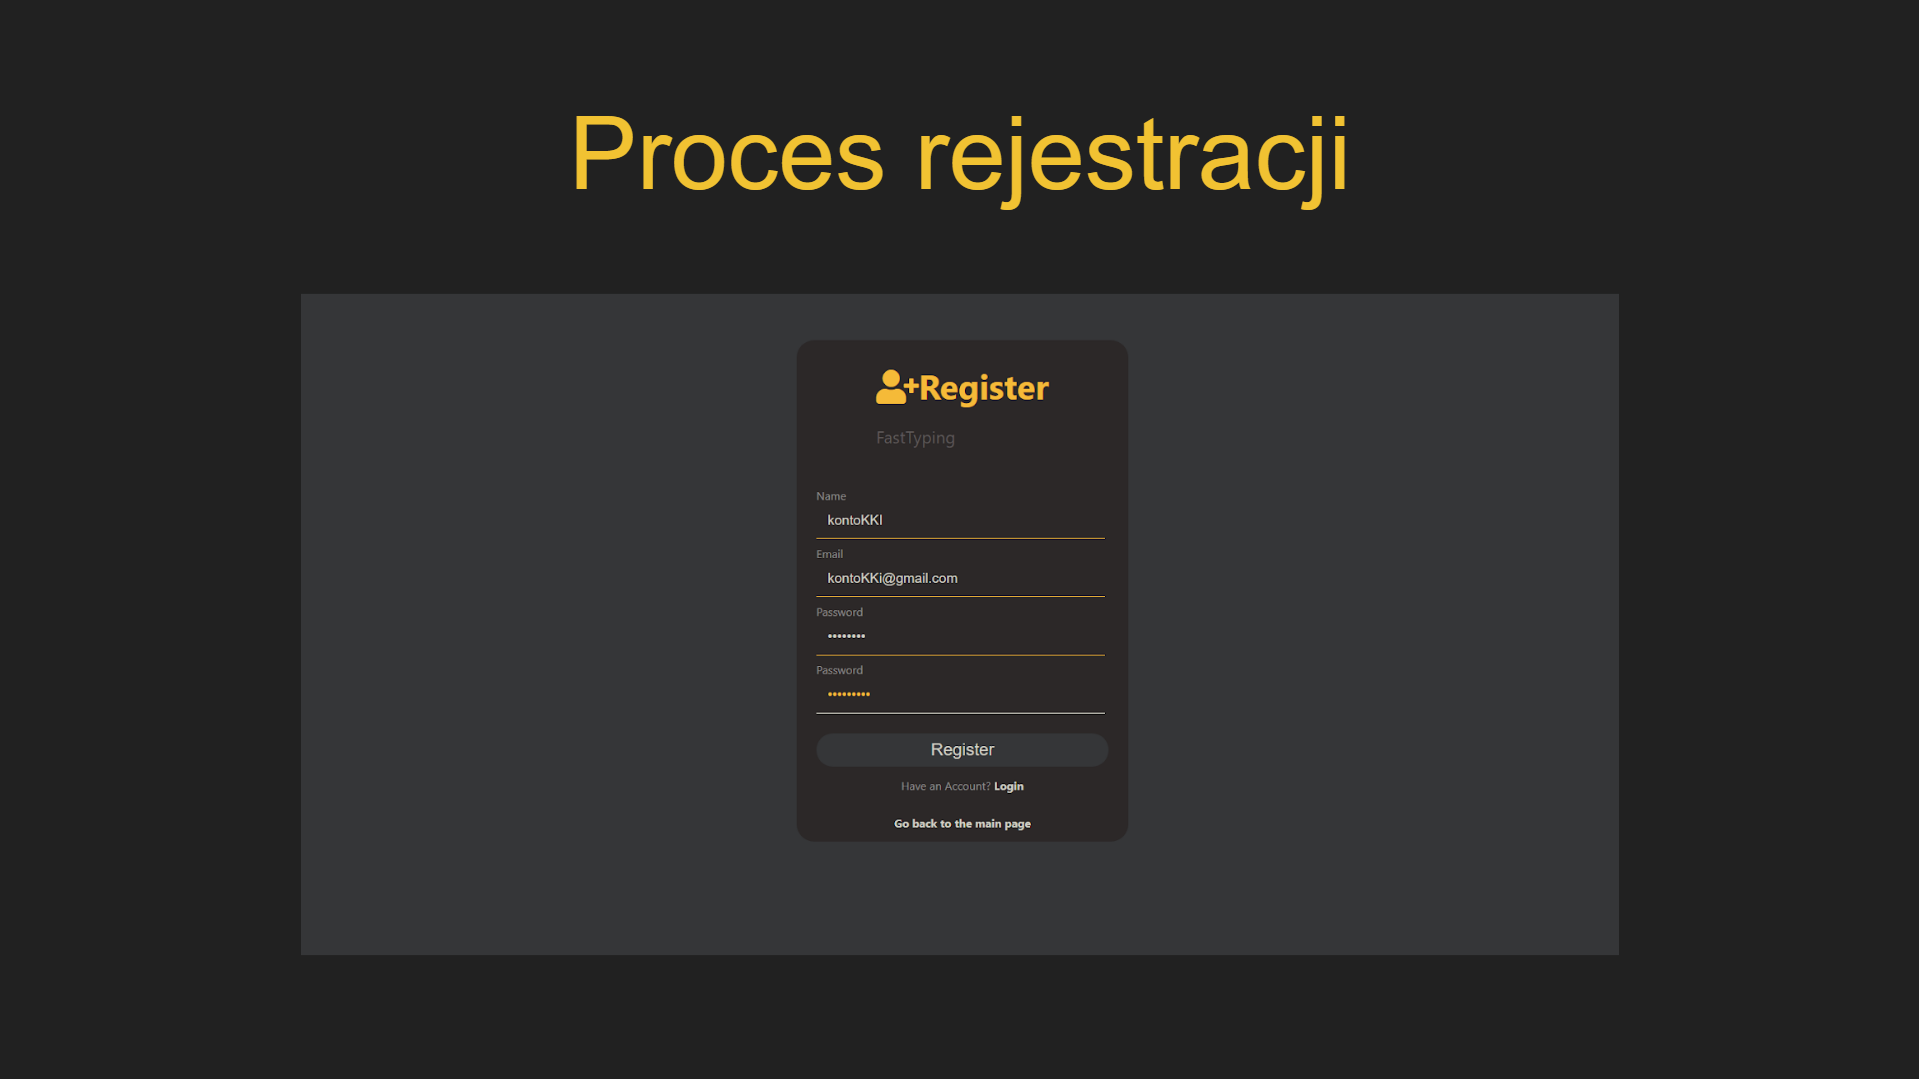 Proces rejestracji
Register
FastTyping
Name
kontoKKI
Email
kontoKKi@gmail.com
Password
••••••••
Password
•••••••••
Register
Have an Account? Login
Go back to the main page